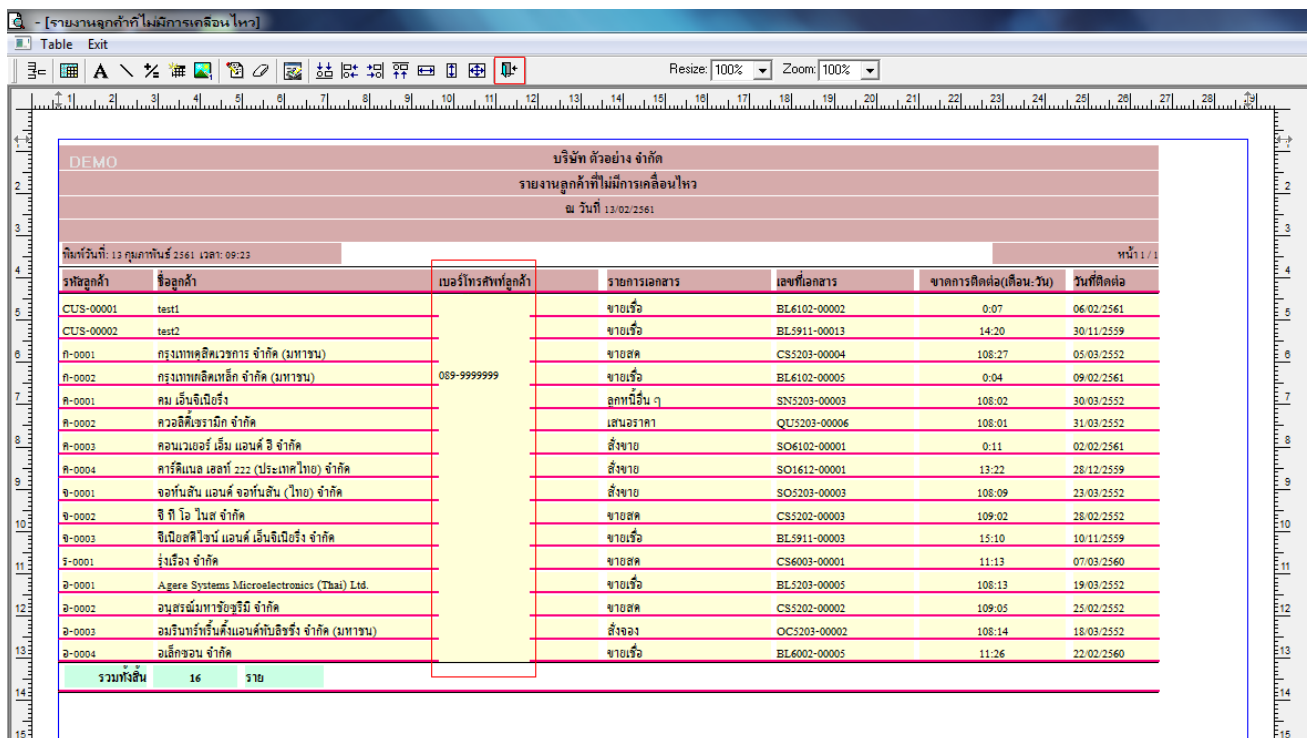 - [รายงานลูกค้าที่ไม่มีการเคลื่อนไหว]
Table Exit
Resize: 100% Zoom: 100%
1 2 3 4 5 6 7 8 9 10 11 12 13 14 15 16 17 18 19 20 21 22 23 24 25 26 27 28 29
DEMO บริษัท ตัวอย่าง จำกัด
รายงานลูกค้าที่ไม่มีการเคลื่อนไหว
ณ วันที่ 13/02/2561
พิมพ์วันที่: 13 กุมภาพันธ์ 2561 เวลา: 09:23 หน้า 1 / 1
รหัสลูกค้า ชื่อลูกค้า เบอร์โทรศัพท์ลูกค้า รายการเอกสาร เลขที่เอกสาร ขาดการติดต่อ(เดือน:วัน) วันที่ติดต่อ
CUS-00001 test1 ขายเชื่อ BL6102-00002 0:07 06/02/2561
CUS-00002 test2 ขายเชื่อ BL5911-00013 14:20 30/11/2559
ก-0001 กรุงเทพดุสิตเวชการ จำกัด (มหาชน) ขายสด CS5203-00004 108:27 05/03/2552
ก-0002 กรุงเทพผลิตเหล็ก จำกัด (มหาชน) 089-9999999 ขายเชื่อ BL6102-00005 0:04 09/02/2561
ค-0001 คม เอ็นจิเนียริ่ง ลูกหนี้อื่น ๆ SN5203-00003 108:02 30/03/2552
ค-0002 ควอลิตี้เซรามิก จำกัด เสนอราคา QU5203-00006 108:01 31/03/2552
ค-0003 คอนเวเยอร์ เอ็ม แอนด์ อี จำกัด สั่งขาย SO6102-00001 0:11 02/02/2561
ค-0004 คาร์ดิแนล เฮลท์ 222 (ประเทศไทย) จำกัด สั่งขาย SO1612-00001 13:22 28/12/2559
จ-0001 จอห์นสัน แอนด์ จอห์นสัน (ไทย) จำกัด สั่งขาย SO5203-00003 108:09 23/03/2552
จ-0002 จี ที โอ ไนส จำกัด ขายสด CS5202-00003 109:02 28/02/2552
จ-0003 จีเนียสดีไซน์ แอนด์ เอ็นจิเนียริ่ง จำกัด ขายเชื่อ BL5911-00003 15:10 10/11/2559
ร-0001 รุ่งเรือง จำกัด ขายสด CS6003-00001 11:13 07/03/2560
อ-0001 Agere Systems Microelectronics (Thai) Ltd. ขายเชื่อ BL5203-00005 108:13 19/03/2552
อ-0002 อนุสรณ์มหาชัยซูริมิ จำกัด ขายสด CS5202-00002 109:05 25/02/2552
อ-0003 อมรินทร์พริ้นติ้งแอนด์พับลิชชิ่ง จำกัด (มหาชน) สั่งจอง OC5203-00002 108:14 18/03/2552
อ-0004 อเล็กซอน จำกัด ขายเชื่อ BL6002-00005 11:26 22/02/2560
รวมทั้งสิ้น 16 ราย